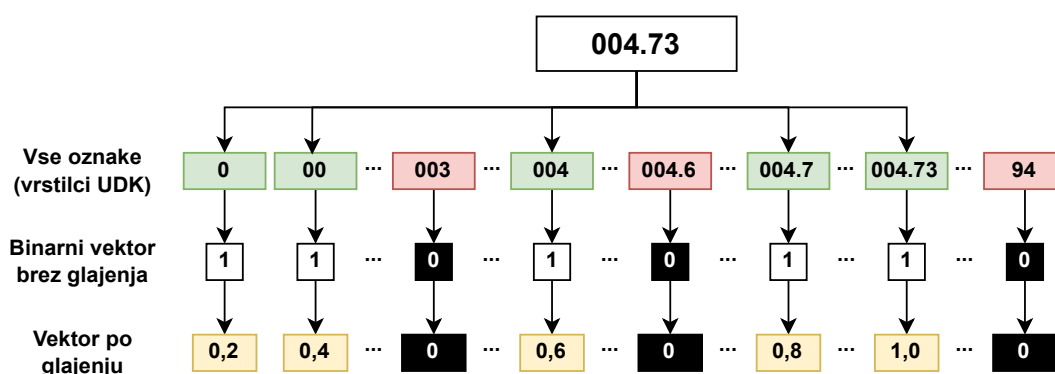 004.73
Vse oznake
(vrstilci UDK)
0 00 ... 003 ... 004 ... 004.6 ... 004.7 004.73 ... 94
Binarni vektor
brez glajenja
1 1 ... 0 ... 1 ... 0 ... 1 1 ... 0
Vektor po
glajenju
0,2 0,4 ... 0 ... 0,6 ... 0 ... 0,8 1,0 ... 0